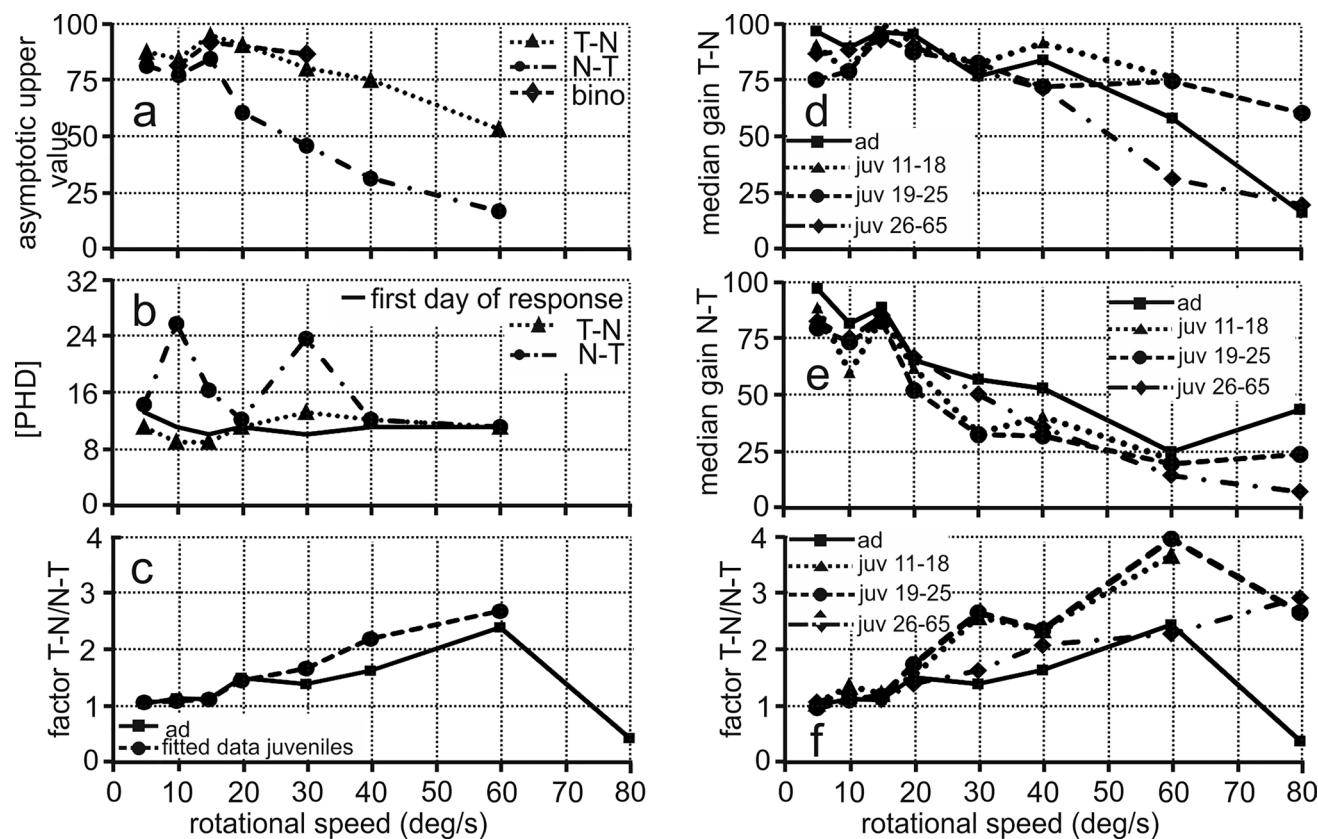 asymptotic upper
value
100
75
50
25
0
a
T-N
N-T
bino
[PHD]
32
24
16
8
0
b
first day of response
T-N
N-T
factor T-N/N-T
4
3
2
1
0
c
ad
fitted data juveniles
0 10 20 30 40 50 60 70 80
rotational speed (deg/s)
median gain T-N
100
75
50
25
0
d
ad
juv 11-18
juv 19-25
juv 26-65
median gain N-T
100
75
50
25
0
e
ad
juv 11-18
juv 19-25
juv 26-65
factor T-N/N-T
4
3
2
1
0
f
ad
juv 11-18
juv 19-25
juv 26-65
0 10 20 30 40 50 60 70 80
rotational speed (deg/s)